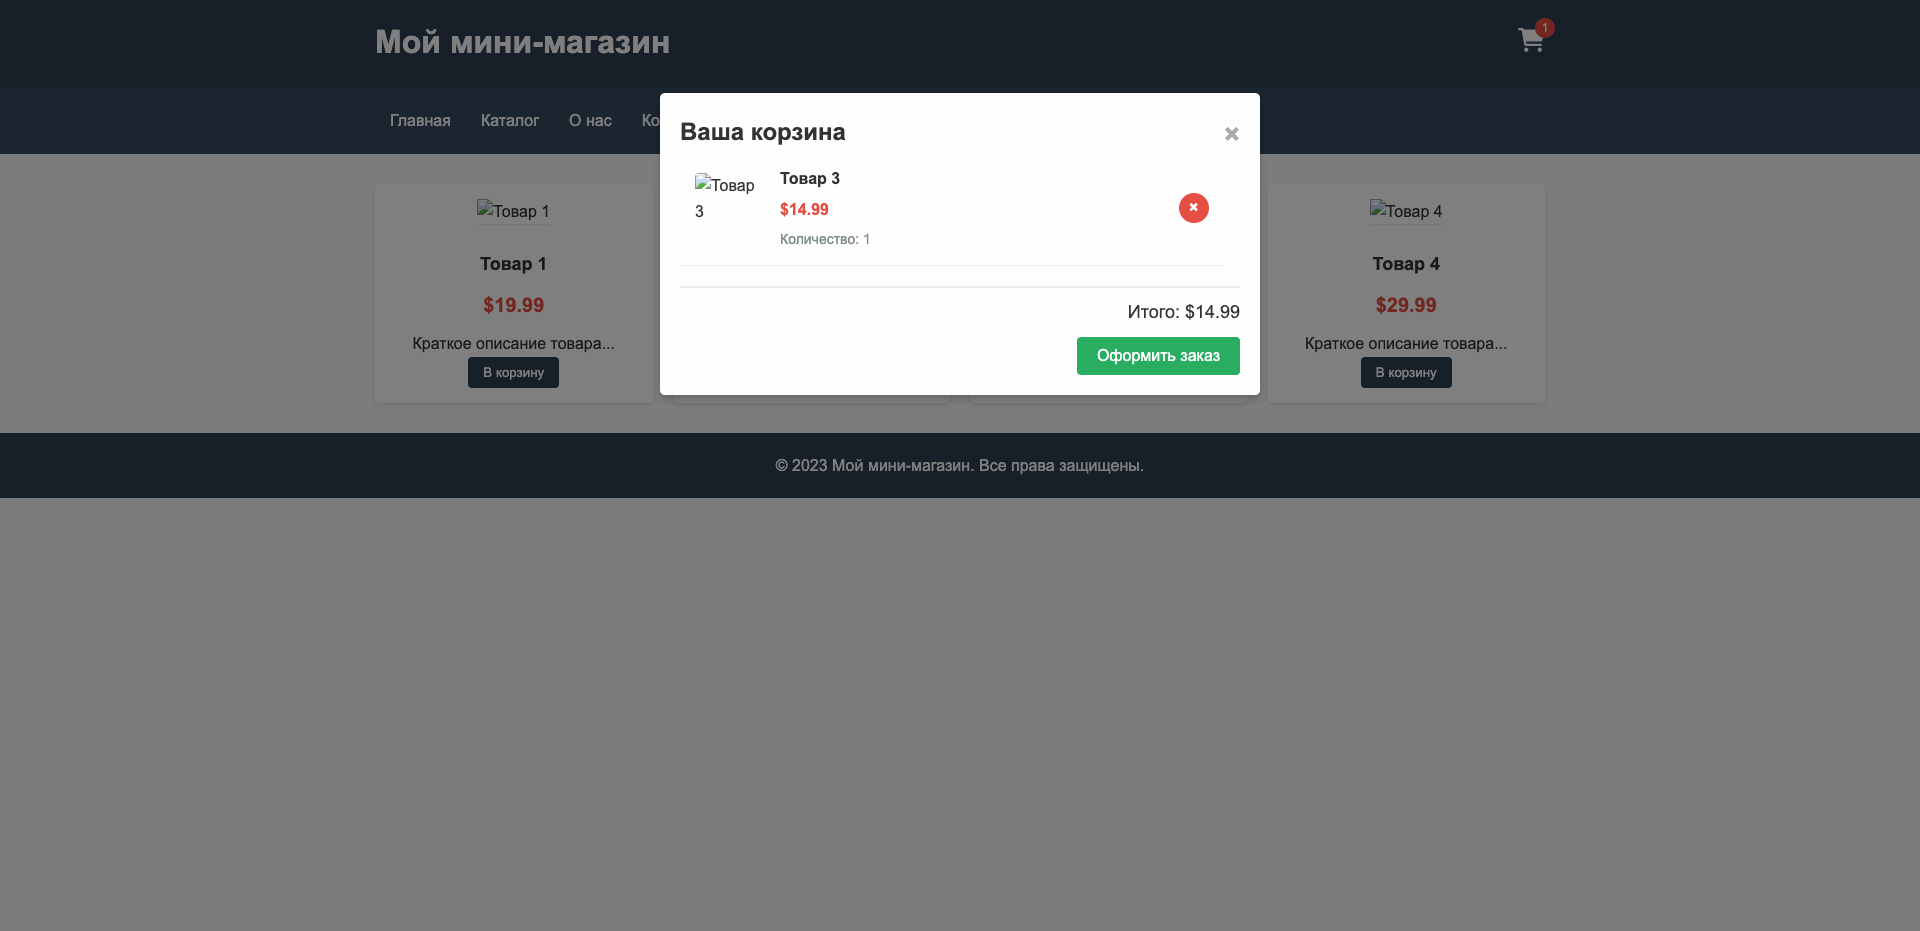 Мой мини-магазин
1
Главная
Каталог
О нас
Ваша корзина
Товар 3
Товар 3
$14.99
Количество: 1
Итого: $14.99
Оформить заказ
Товар 1
Товар 1
$19.99
Краткое описание товара...
В корзину
Товар 4
Товар 4
$29.99
Краткое описание товара...
В корзину
© 2023 Мой мини-магазин. Все права защищены.